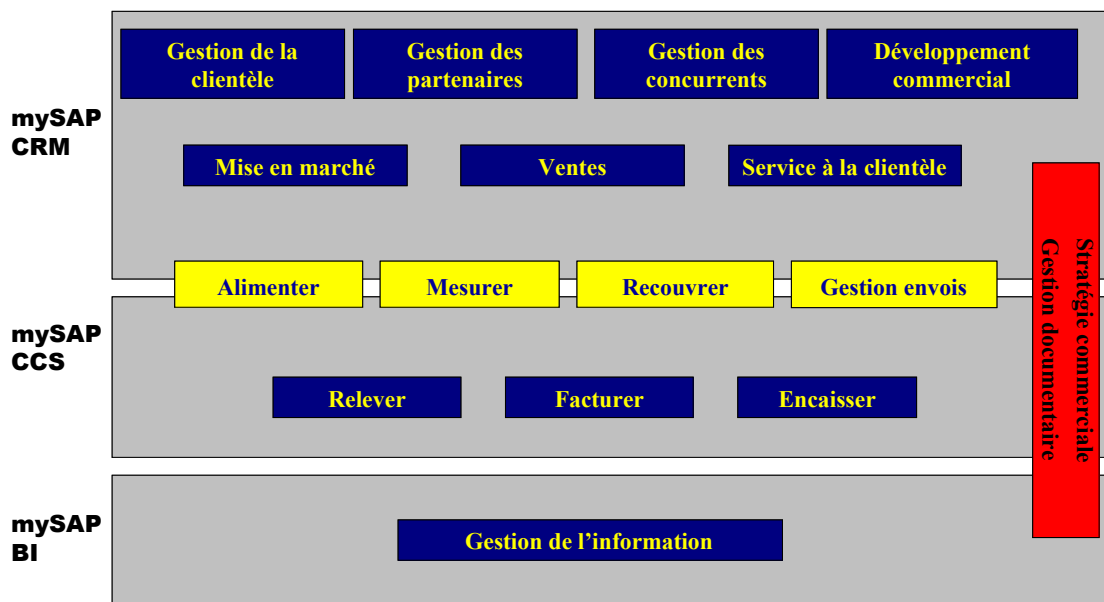 mySAP
CRM
Gestion de la
clientèle
Gestion des
partenaires
Gestion des
concurrents
Développement
commercial
Mise en marché
Ventes
Service à la clientèle
Alimenter
Mesurer
Recouvrer
Gestion envois
Stratégie commerciale
Gestion documentaire
mySAP
CCS
Relever
Facturer
Encaisser
mySAP
BI
Gestion de l’information